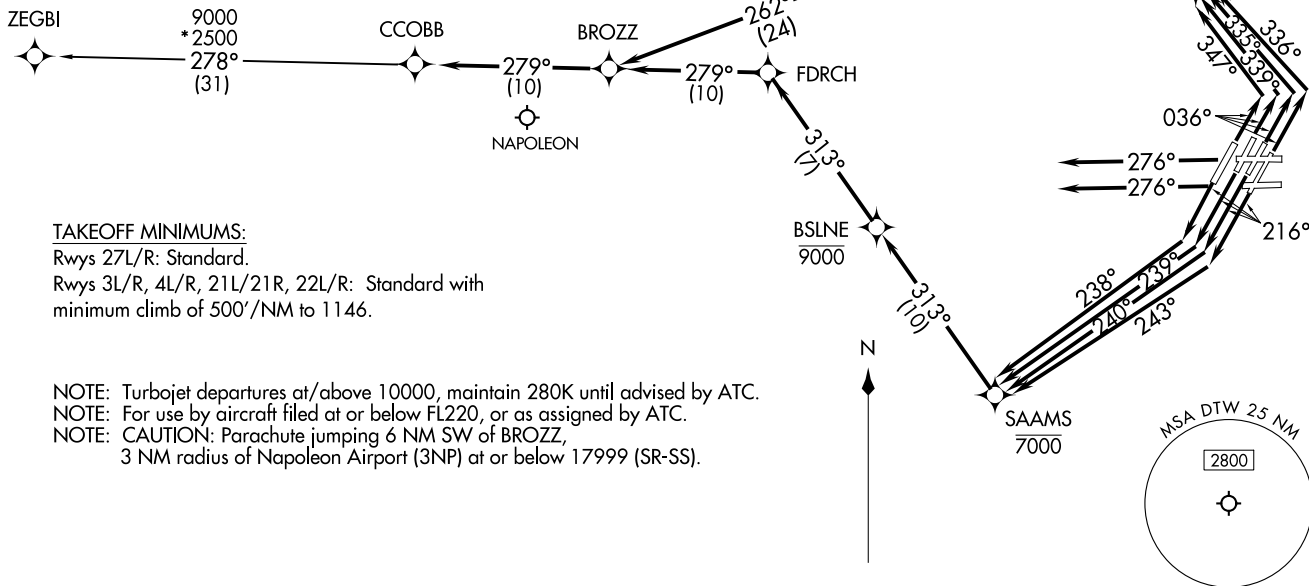 ZEGBI
9000
*2500
278°
(31)
CCOBB
279°
(10)
NAPOLEON
BROZZ
262°
(24)
279°
(10)
FDRCH
313°
(7)
BSLNE
9000
313°
(10)
SAAMS
7000
336°
335°
339°
347°
036°
276°
276°
216°
238°
239°
240°
243°
TAKEOFF MINIMUMS:
Rwys 27L/R: Standard.
Rwys 3L/R, 4L/R, 21L/21R, 22L/R: Standard with
minimum climb of 500'/NM to 1146.
NOTE: Turbojet departures at/above 10000, maintain 280K until advised by ATC.
NOTE: For use by aircraft filed at or below FL220, or as assigned by ATC.
NOTE: CAUTION: Parachute jumping 6 NM SW of BROZZ,
3 NM radius of Napoleon Airport (3NP) at or below 17999 (SR-SS).
N
MSA DTW 25 NM
2800